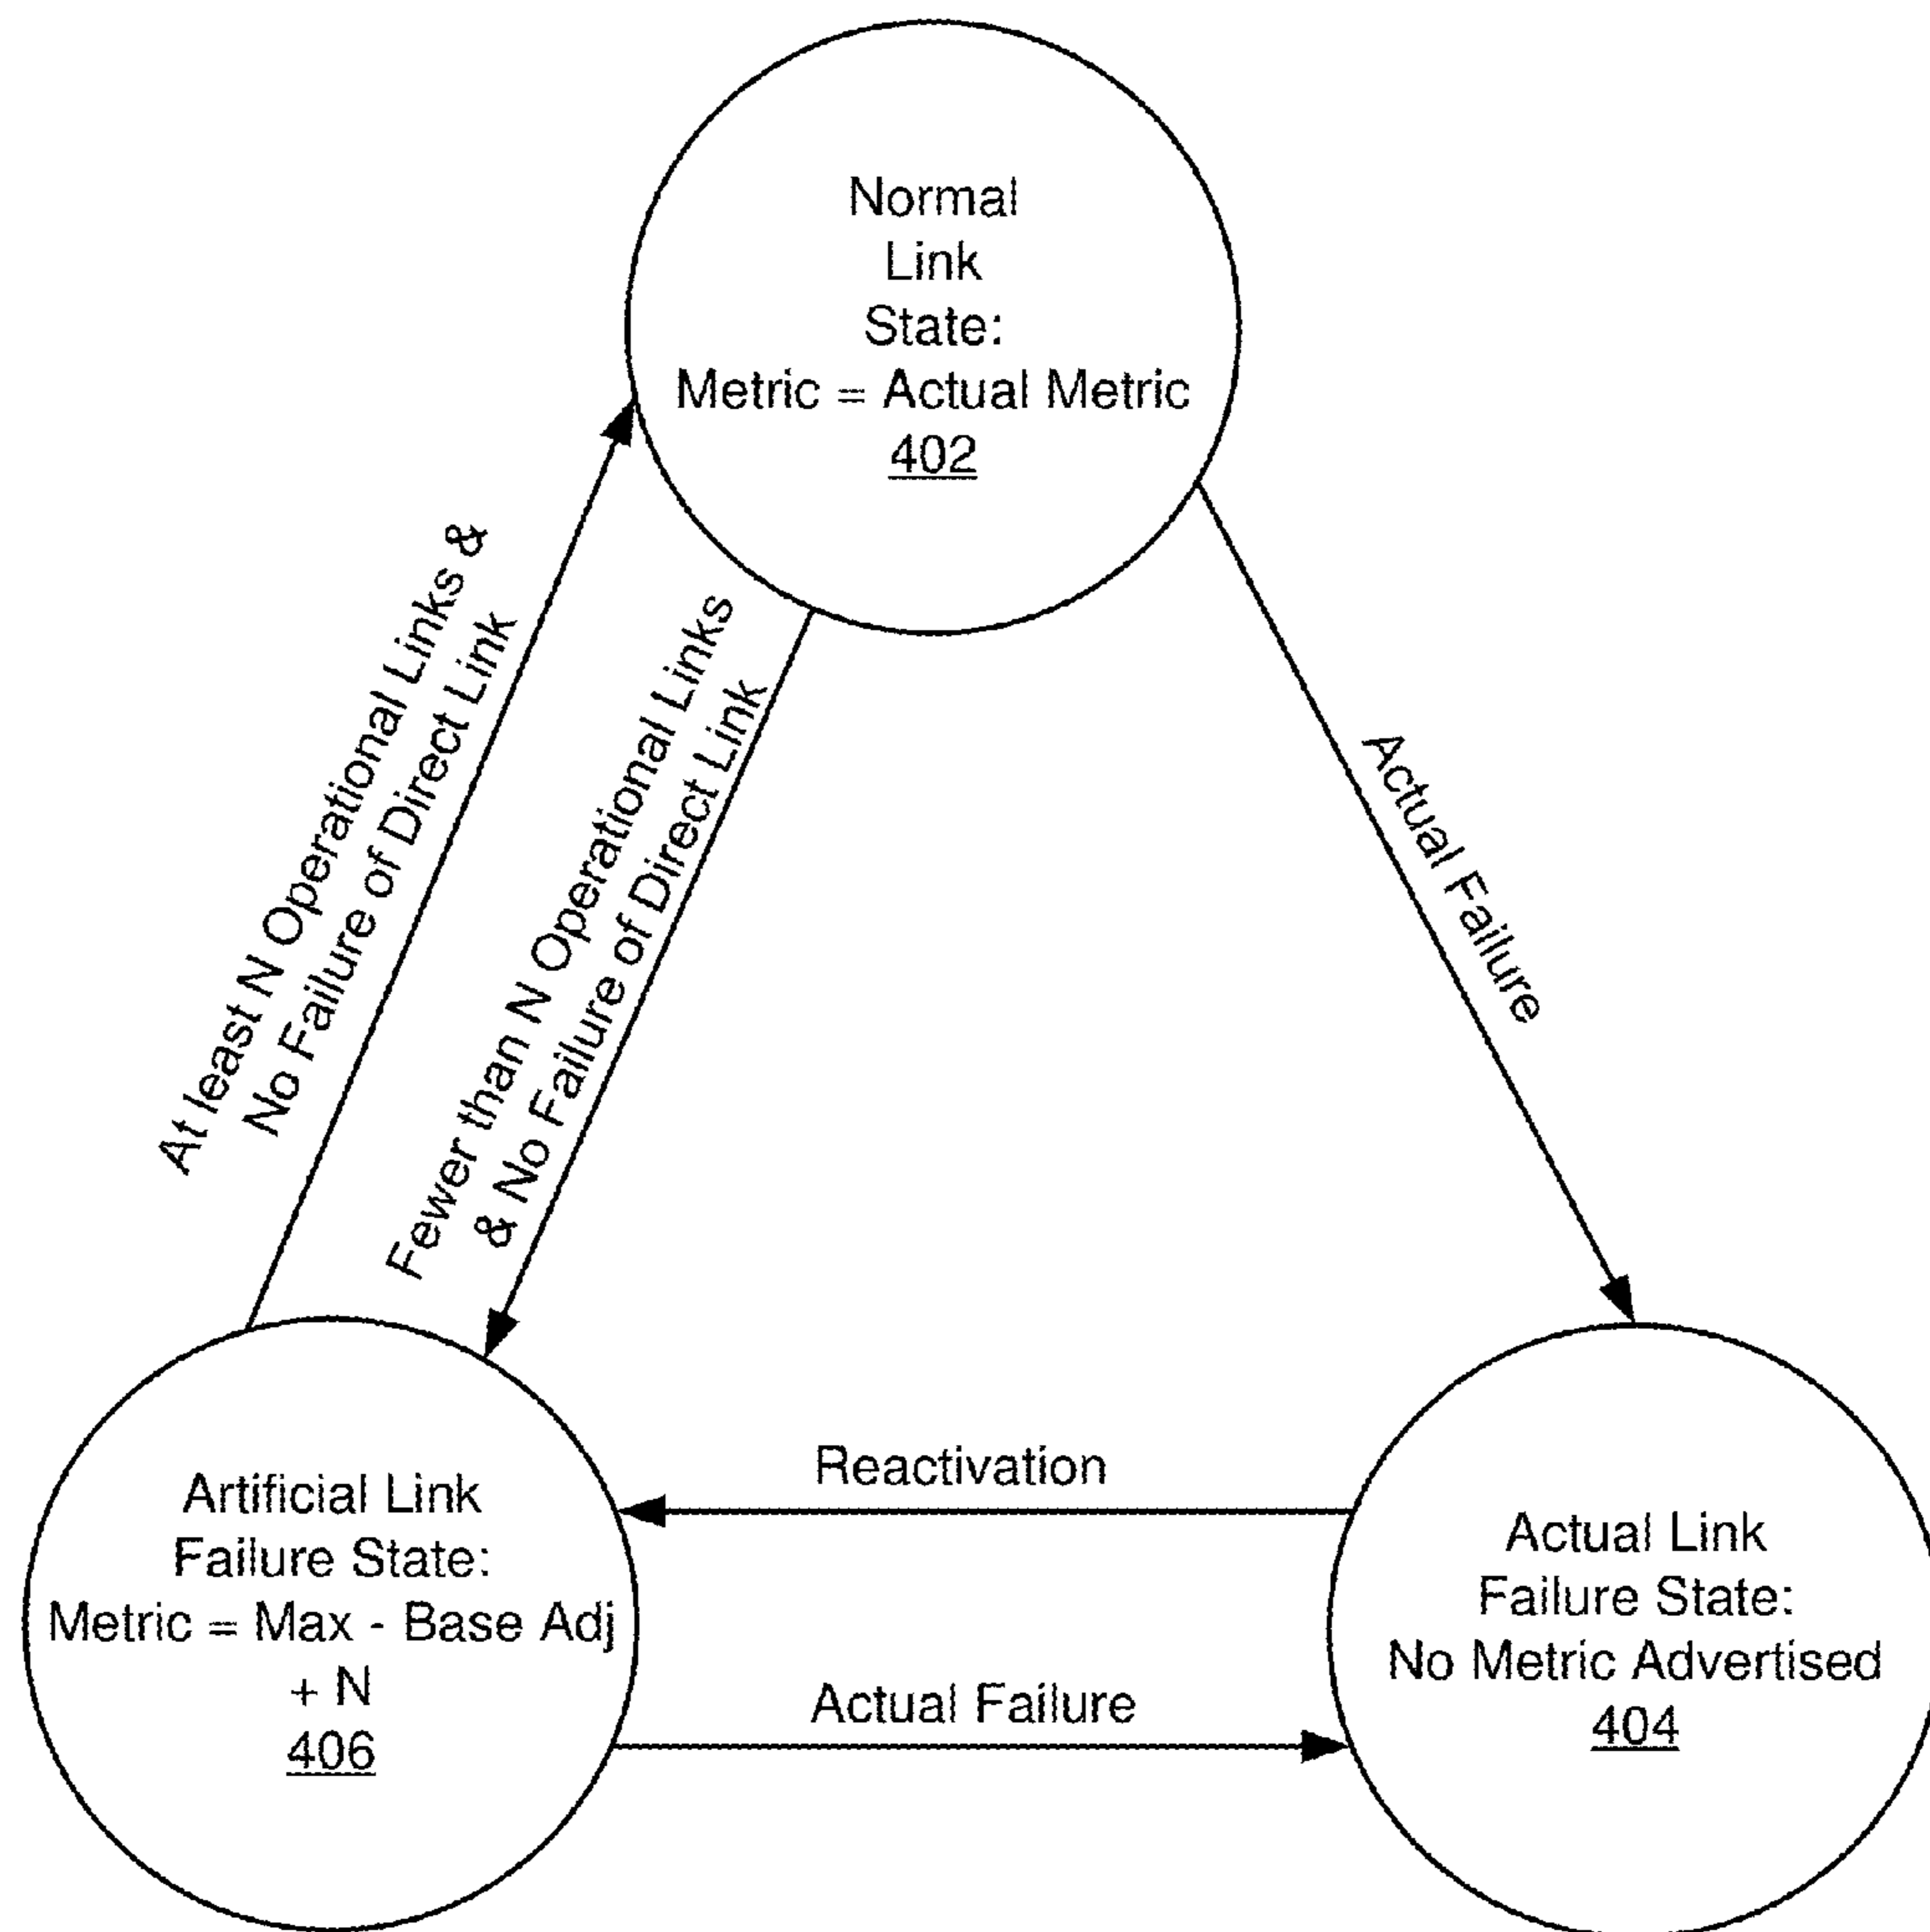 Normal
Link
State:
Metric = Actual Metric
402
At least N Operational Links &
No Failure of Direct Link
Fewer than N Operational Links
& No Failure of Direct Link
Actual Failure
Reactivation
Actual Failure
Artificial Link
Failure State:
Metric = Max - Base Adj
+ N
406
Actual Link
Failure State:
No Metric Advertised
404